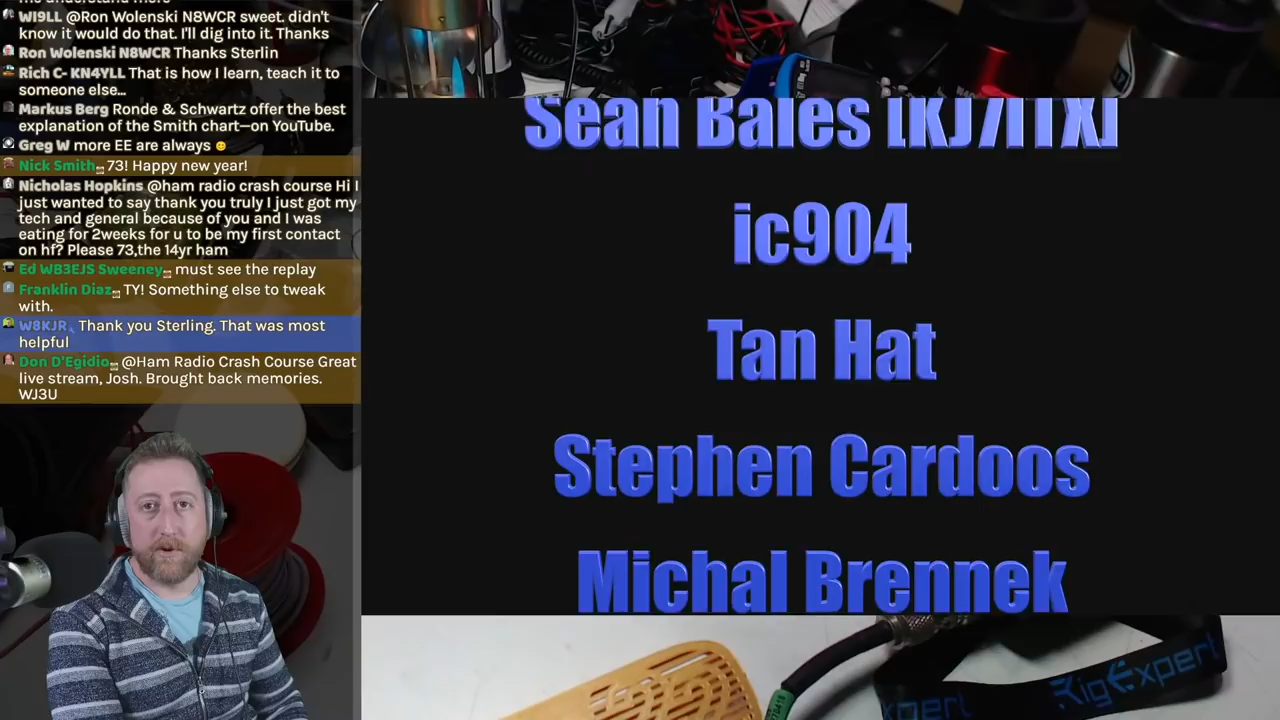 WI9LL @Ron Wolenski N8WCR sweet. didn't
know it would do that. I'll dig into it. Thanks
Ron Wolenski N8WCR Thanks Sterlin
Rich C- KN4YLL That is how I learn, teach it to
someone else...
Markus Berg Ronde & Schwartz offer the best
explanation of the Smith chart—on YouTube.
Greg W more EE are always
Nick Smith 73! Happy new year!
Nicholas Hopkins @ham radio crash course Hi I
just wanted to say thank you truly I just got my
tech and general because of you and I was
eating for 2weeks for u to be my first contact
on hf? Please 73,the 14yr ham
Ed WB3EJS Sweeney must see the replay
Franklin Diaz TY! Something else to tweak
with.
W8KJR Thank you Sterling. That was most
helpful
Don D'Egidio @Ham Radio Crash Course Great
live stream, Josh. Brought back memories.
WJ3U
Sean Bales
ic904
Tan Hat
Stephen Cardoos
Michal Brennek
RigExpert